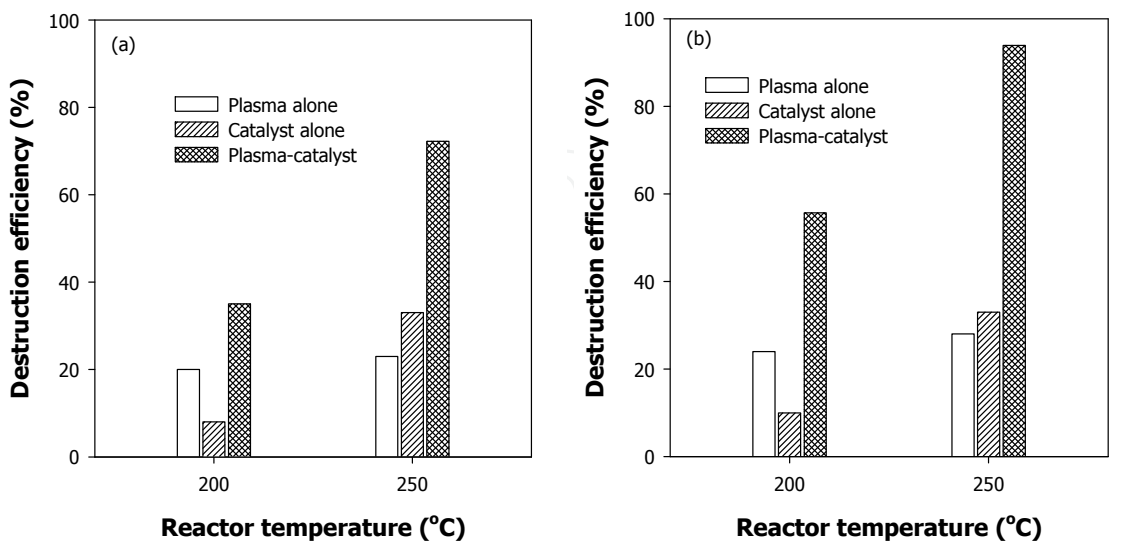 (a)
Plasma alone
Catalyst alone
Plasma-catalyst
Destruction efficiency (%)
100
80
60
40
20
0
200 250
Reactor temperature (°C)
(b)
Plasma alone
Catalyst alone
Plasma-catalyst
Destruction efficiency (%)
100
80
60
40
20
0
200 250
Reactor temperature (°C)